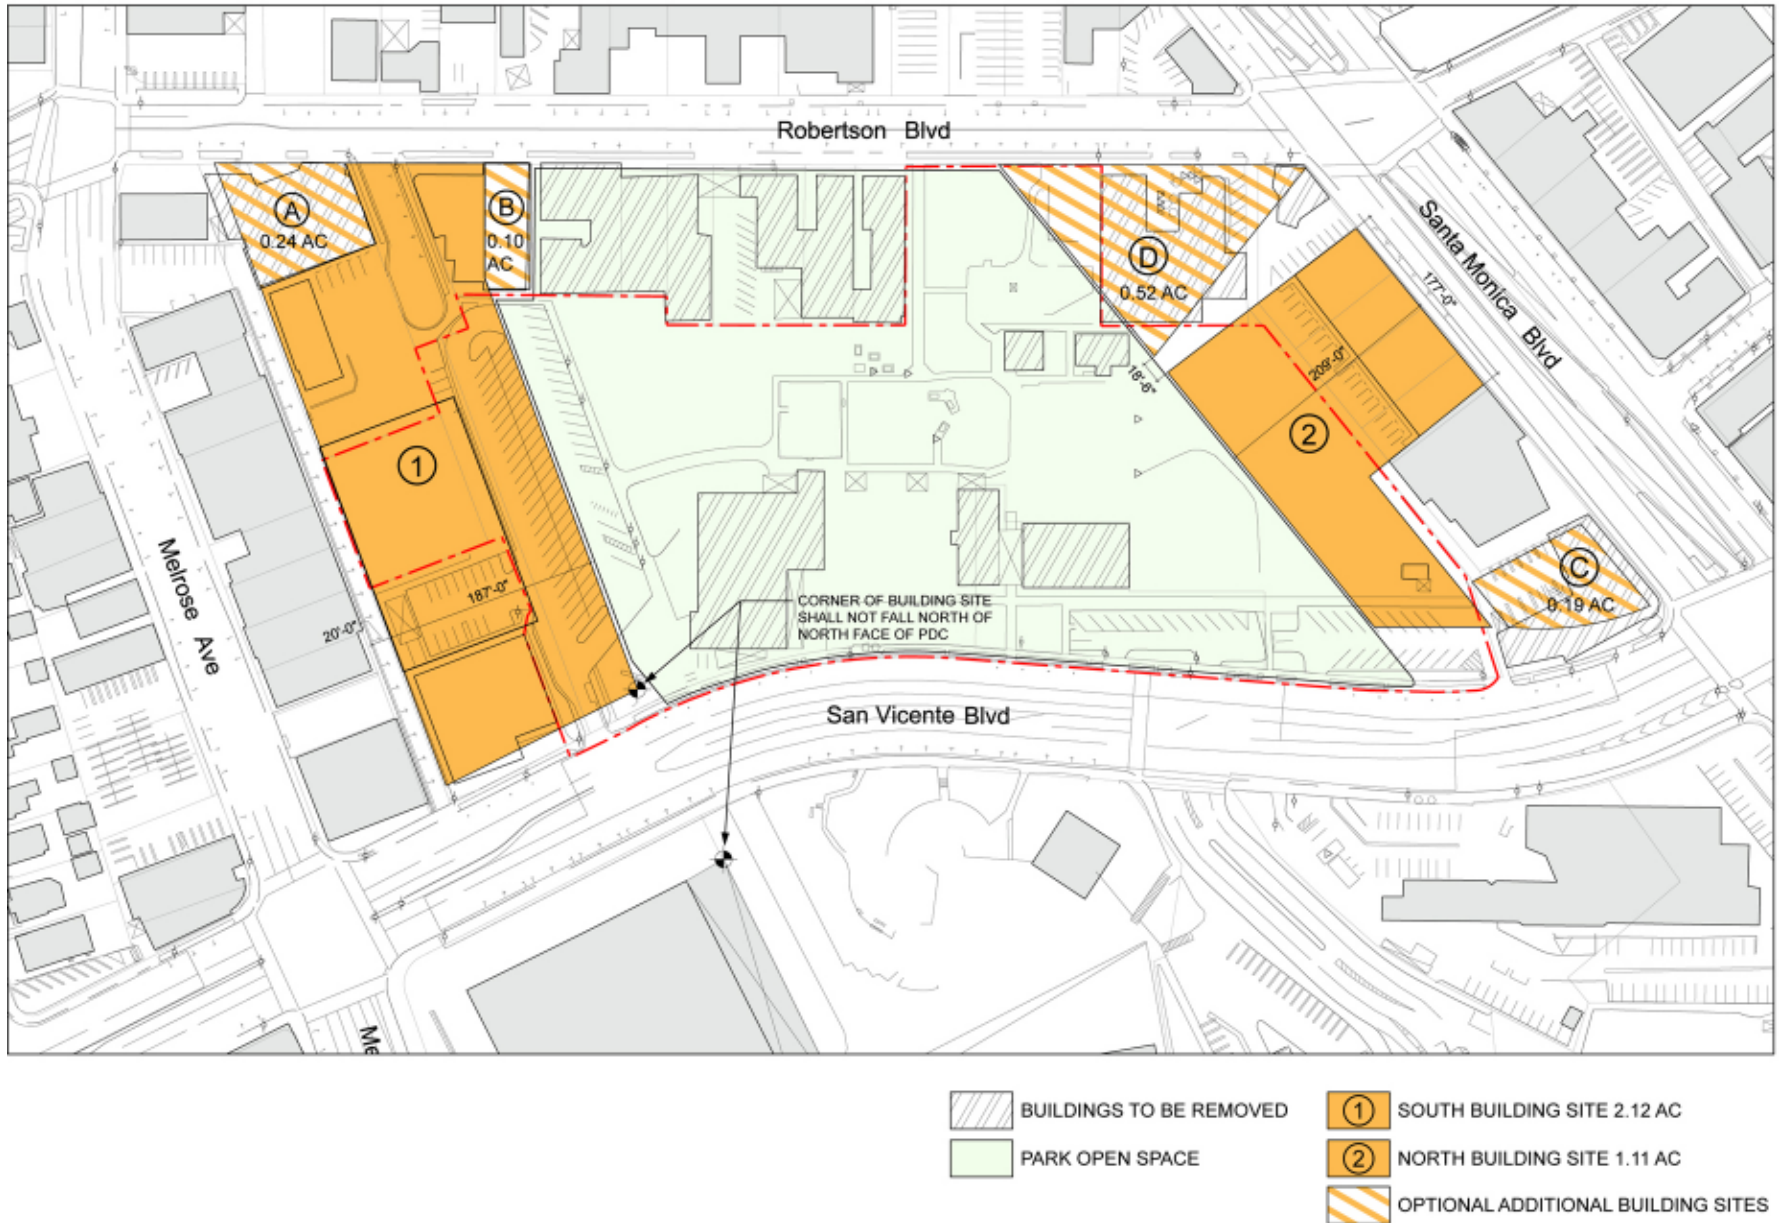 Robertson Blvd
A
0.24 AC
B
0.10
AC
D
0.52 AC
Santa Monica Blvd
177'-0"
209'-0"
18'-6"
1
2
C
0.19 AC
Melrose Ave
187'-0"
20'-0"
CORNER OF BUILDING SITE
SHALL NOT FALL NORTH OF
NORTH FACE OF PDC
San Vicente Blvd
Me
BUILDINGS TO BE REMOVED
PARK OPEN SPACE
1 SOUTH BUILDING SITE 2.12 AC
2 NORTH BUILDING SITE 1.11 AC
OPTIONAL ADDITIONAL BUILDING SITES